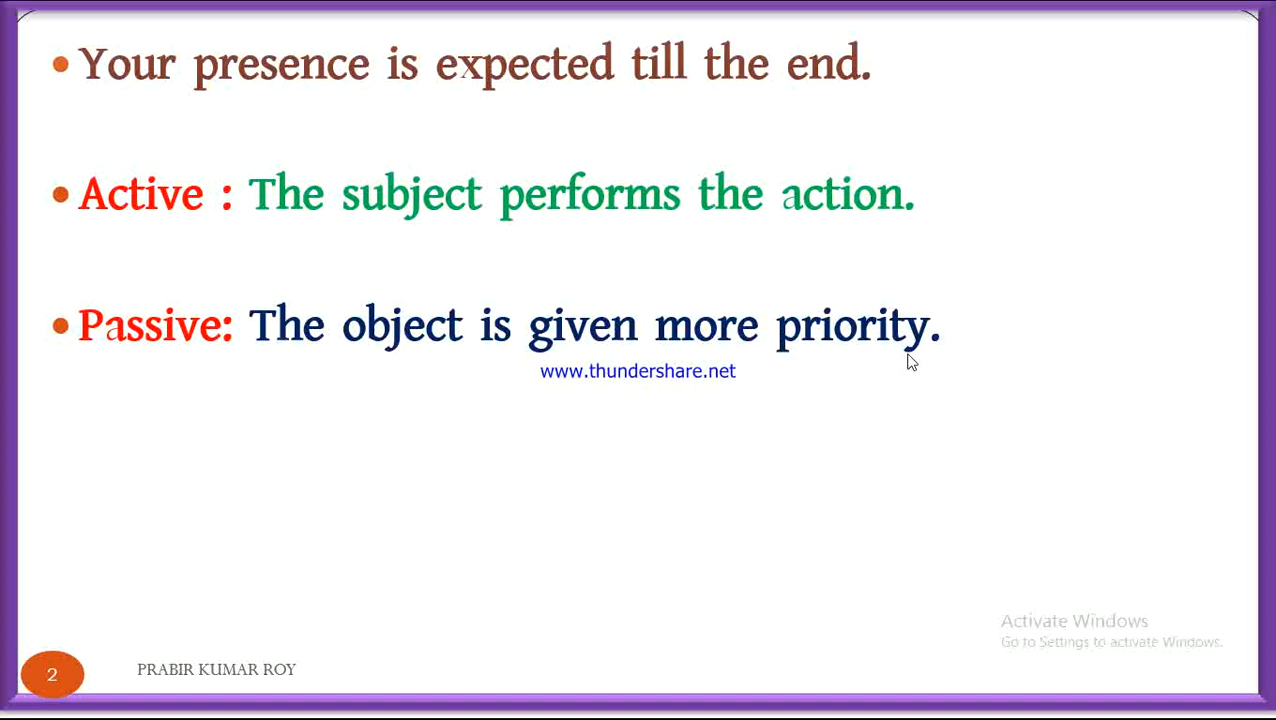 Your presence is expected till the end.
Active : The subject performs the action.
Passive: The object is given more priority.
www.thundershare.net
Activate Windows
Go to Settings to activate Windows.
2
PRABIR KUMAR ROY